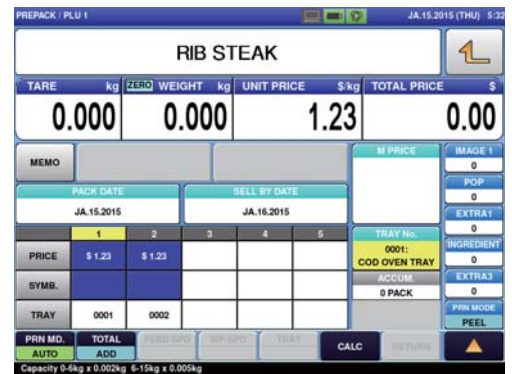 PREPACK / PLU 1 JA.15.2015 (THU) 5:32
RIB STEAK
TARE kg ZERO WEIGHT kg UNIT PRICE $/kg TOTAL PRICE $
0.000 0.000 1.23 0.00
MEMO M PRICE IMAGE 1
0
PACK DATE SELL BY DATE POP
JA.15.2015 JA.16.2015 0
EXTRA1
0
1 2 3 4 5 TRAY No.
PRICE $ 1.23 $ 1.23 0001:
COD OVEN TRAY
INGREDIENT
0
SYMB. ACCUM. EXTRA3
0 PACK 0
TRAY 0001 0002 PRN MODE
PEEL
PRN MD. TOTAL FEED SPD WP SPD TRAY CALC RETURN
AUTO ADD
Capacity 0-6kg x 0.002kg 6-15kg x 0.005kg